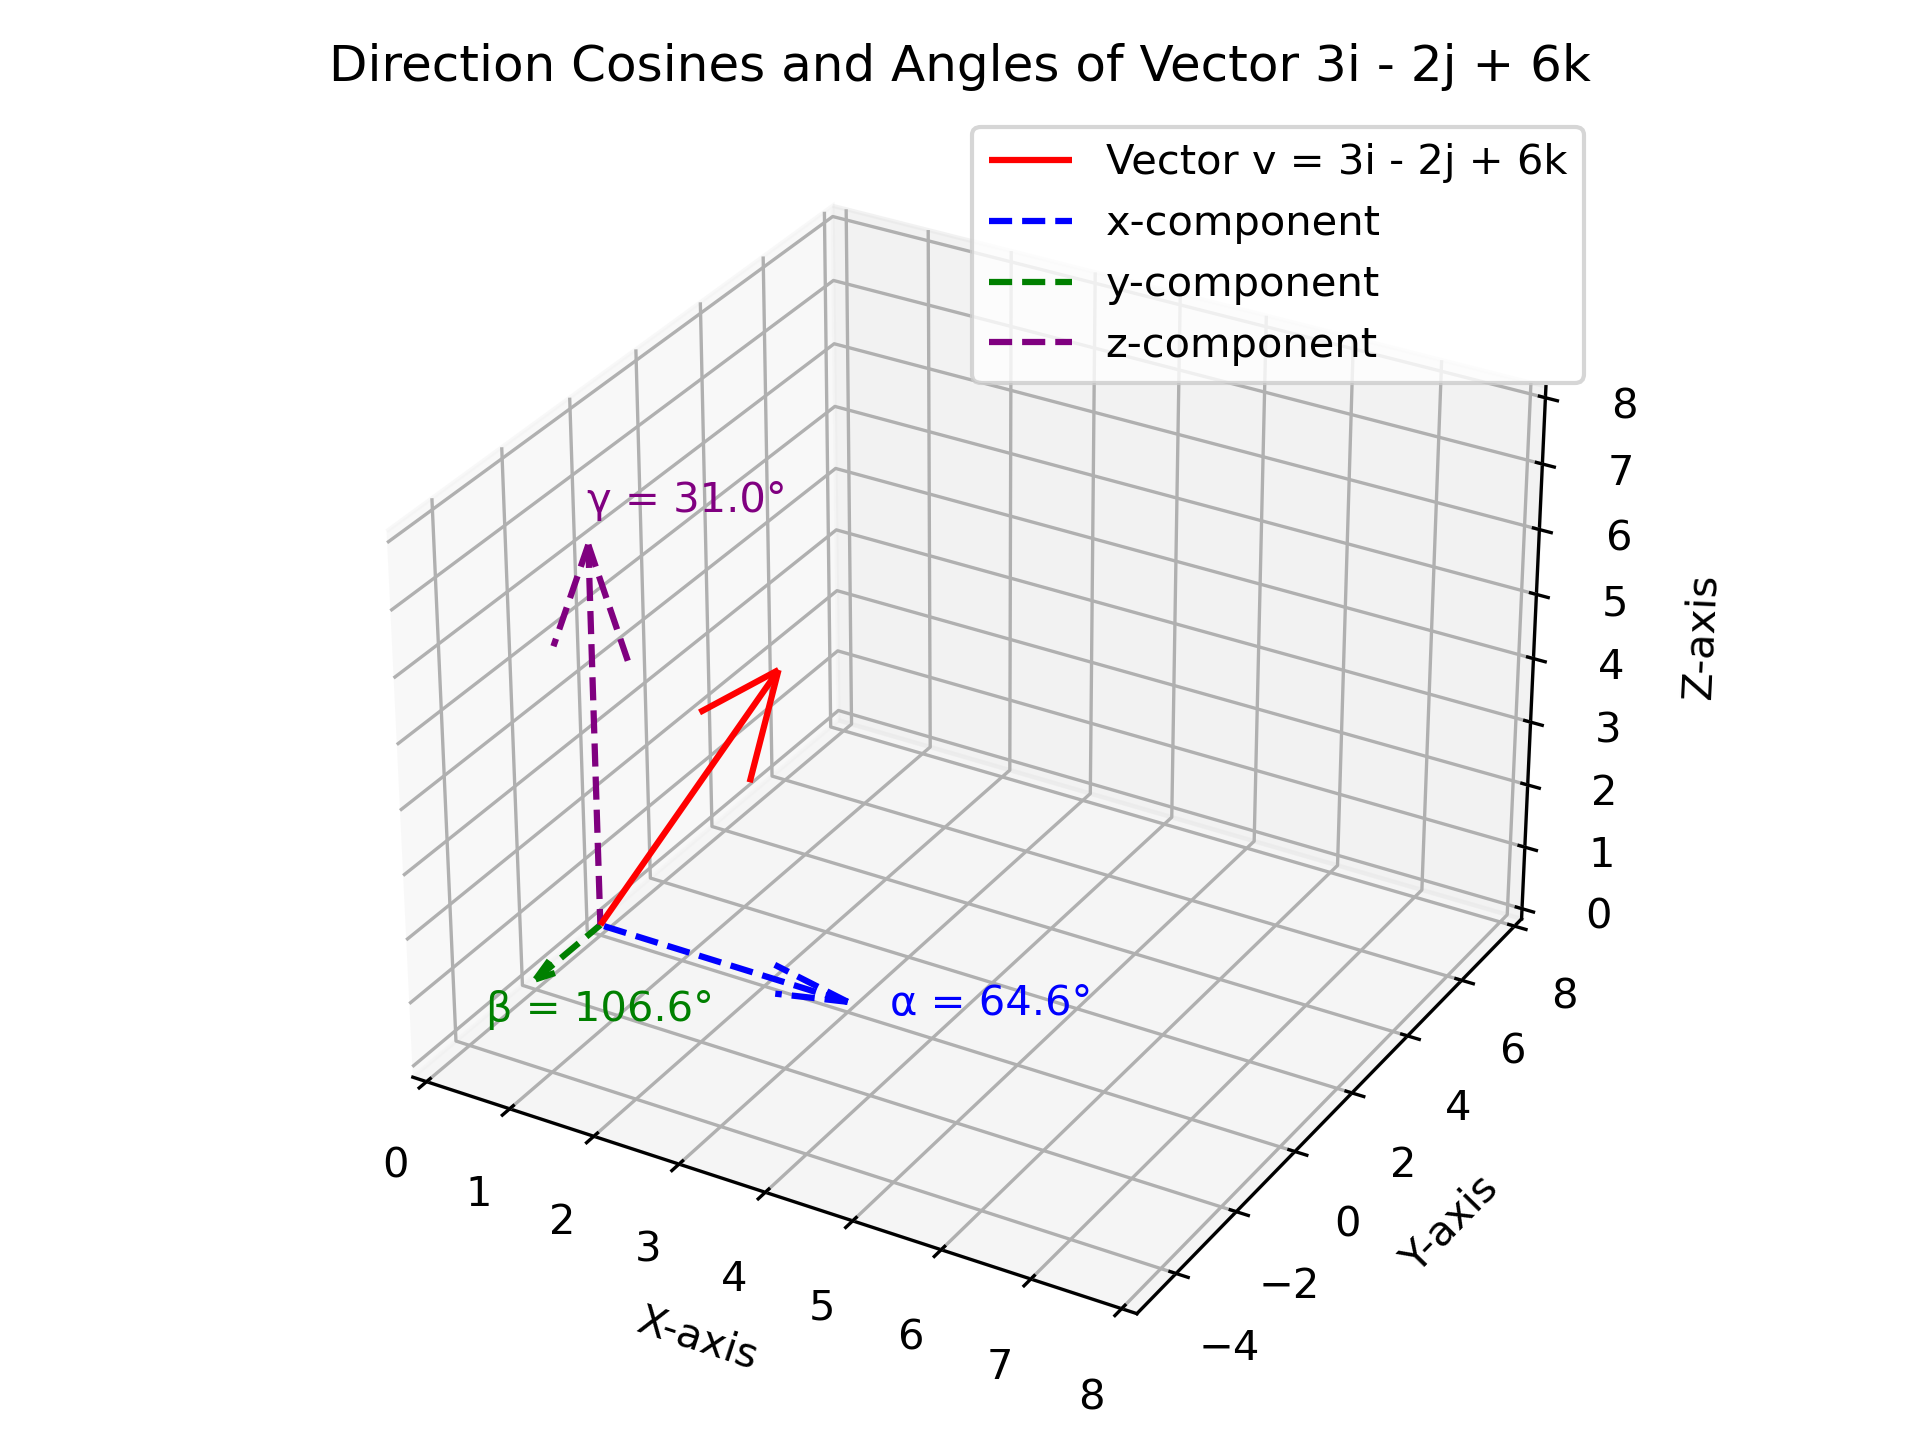 Direction Cosines and Angles of Vector 3i - 2j + 6k
Vector v = 3i - 2j + 6k
x-component
y-component
z-component
γ = 31.0°
β = 106.6°
α = 64.6°
0
1
2
3
4
5
6
7
8
X-axis
−4
−2
0
2
4
6
8
Y-axis
0
1
2
3
4
5
6
7
8
Z-axis